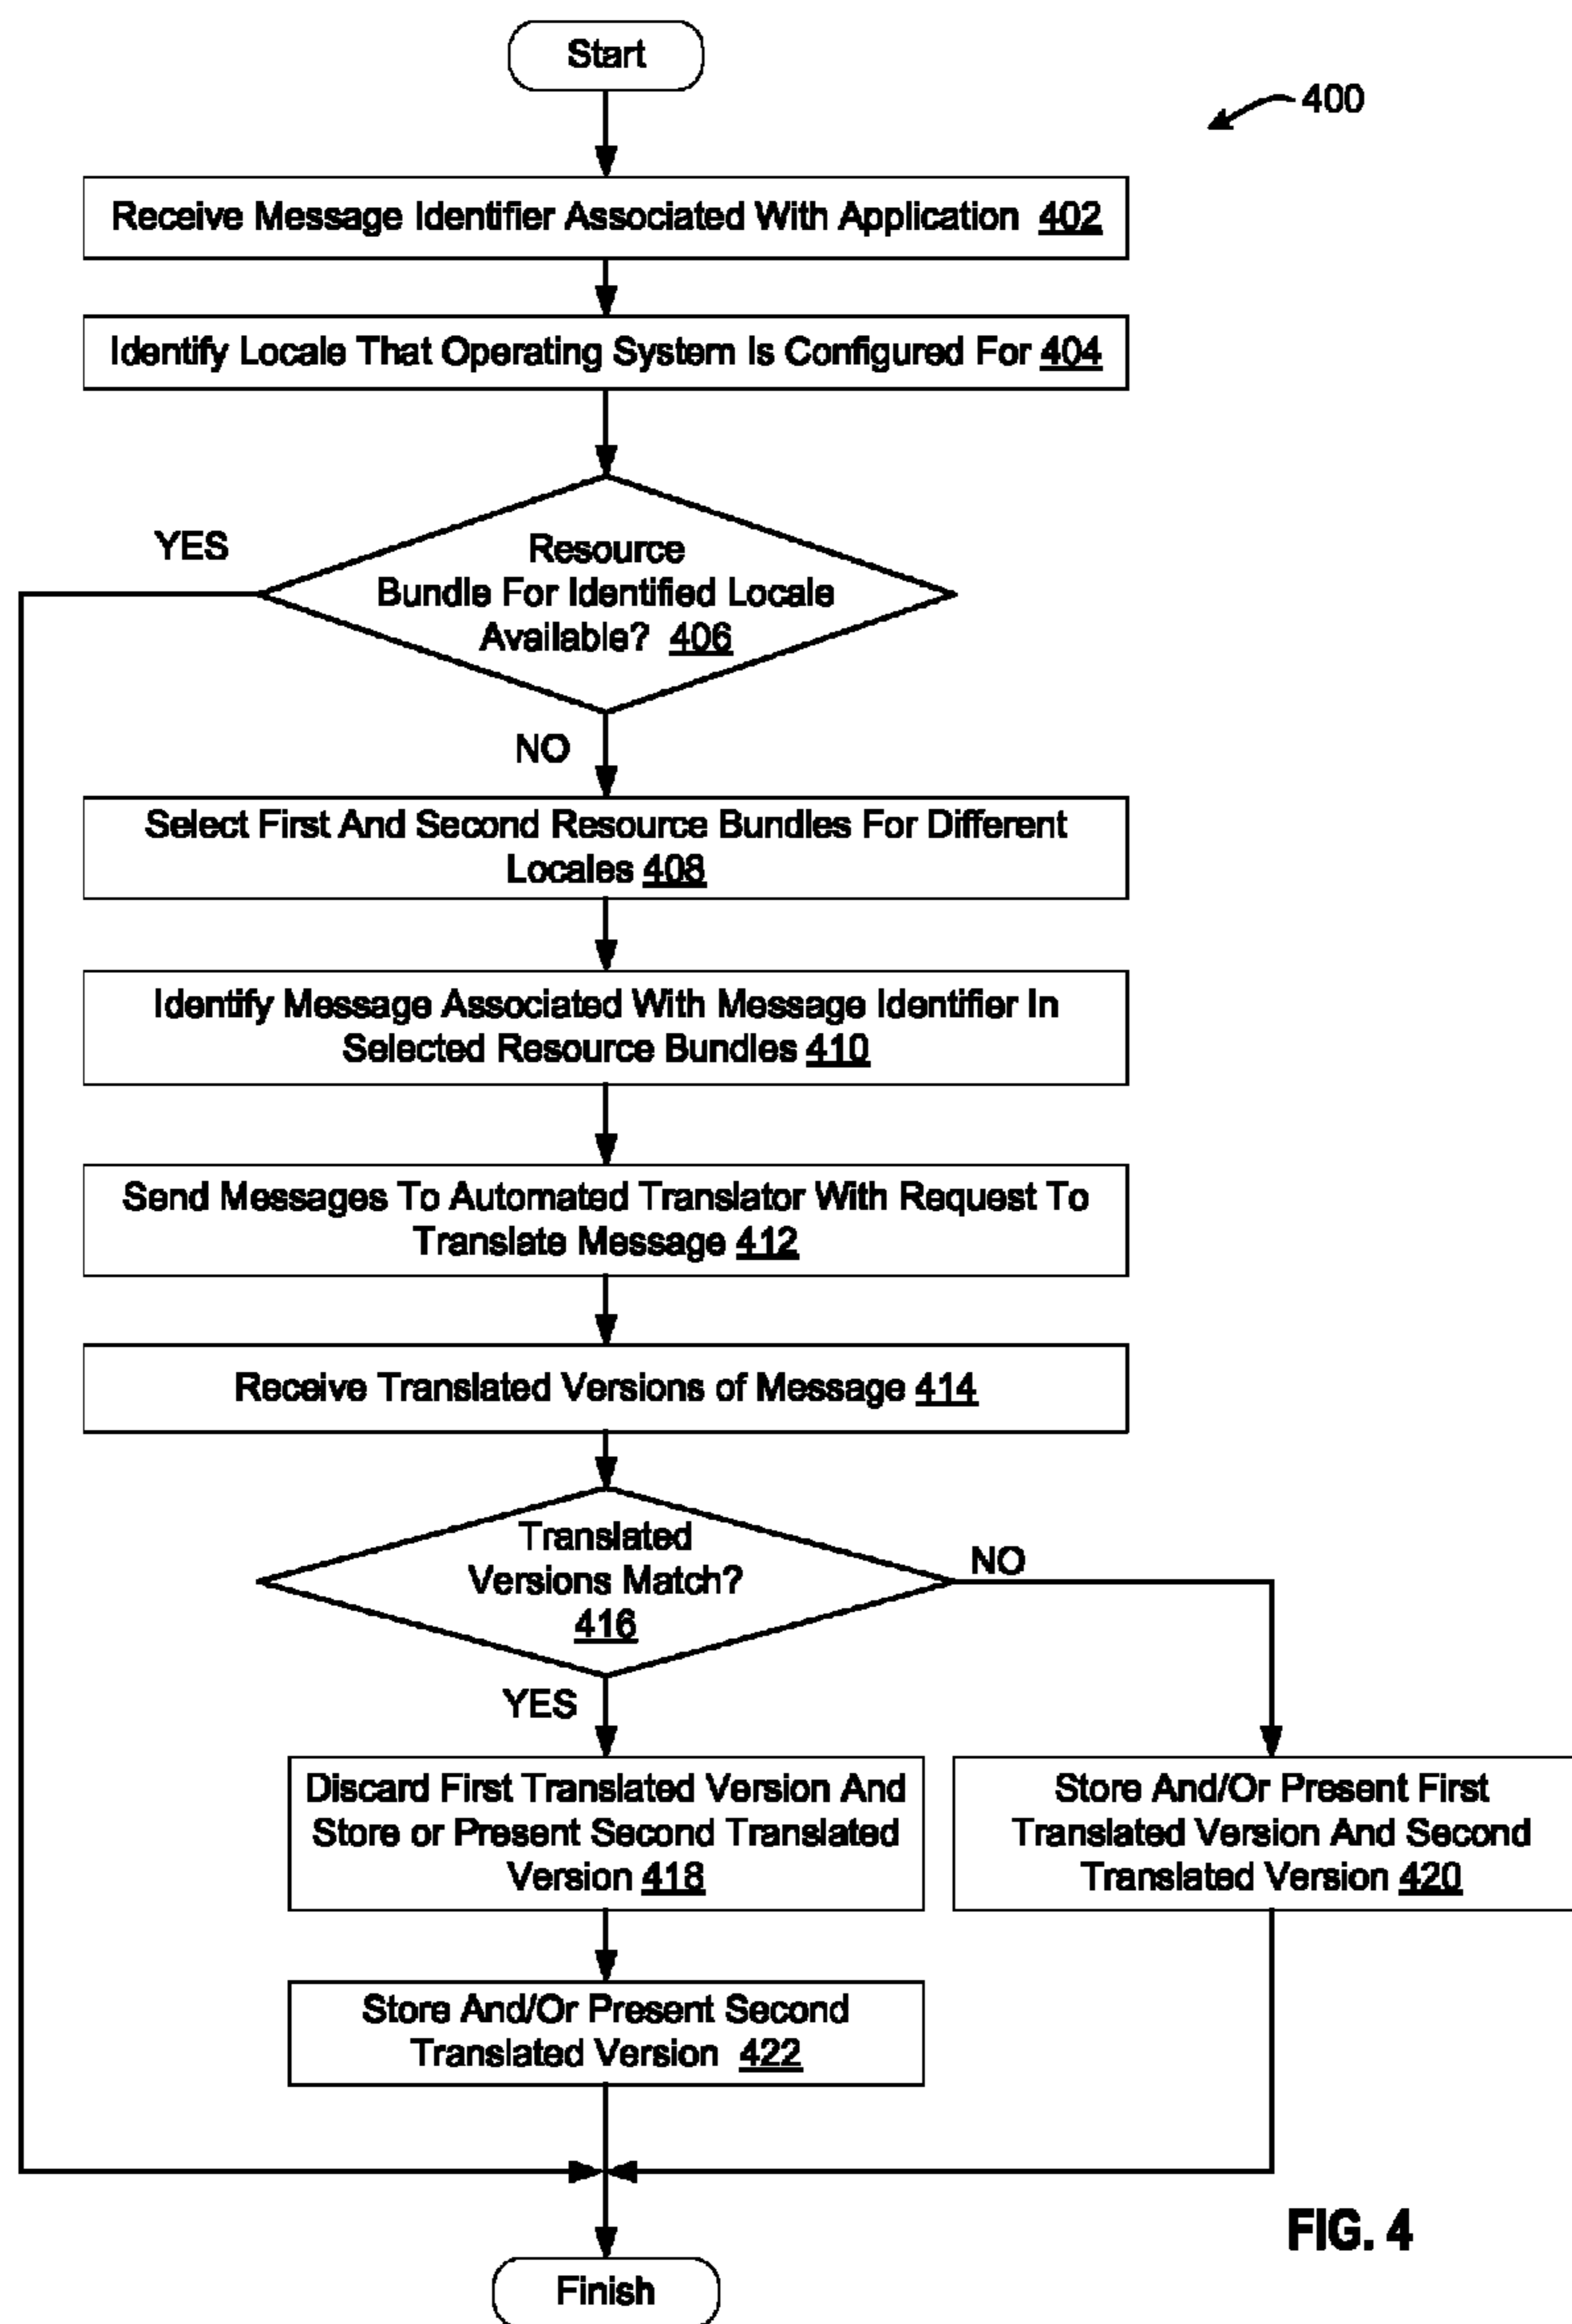 Start
400
Receive Message Identifier Associated With Application 402
Identify Locale That Operating System Is Configured For 404
YES
Resource
Bundle For Identified Locale
Available? 406
NO
Select First And Second Resource Bundles For Different
Locales 408
Identify Message Associated With Message Identifier In
Selected Resource Bundles 410
Send Messages To Automated Translator With Request To
Translate Message 412
Receive Translated Versions of Message 414
Translated
Versions Match?
416
NO
YES
Discard First Translated Version And
Store or Present Second Translated
Version 418
Store And/Or Present First
Translated Version And Second
Translated Version 420
Store And/Or Present Second
Translated Version 422
FIG. 4
Finish